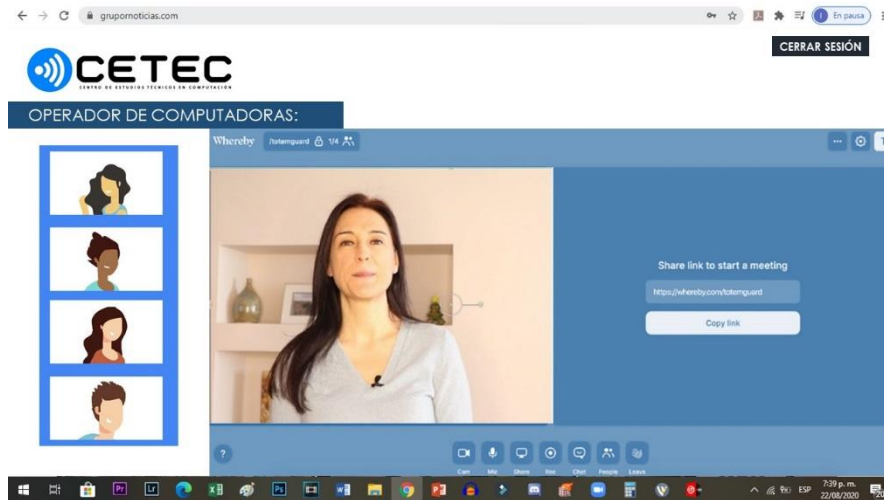 grupornoticias.com
En pausa
CERRAR SESIÓN
CETEC
CENTRO DE ESTUDIOS TÉCNICOS EN COMPUTACIÓN
OPERADOR DE COMPUTADORAS:
Whereby /totemguard 1/4
Share link to start a meeting
https://whereby.com/totemguard
Copy link
?
Cam Mic Share Rec Chat People Leave
ESP
7:39 p. m.
22/08/2020